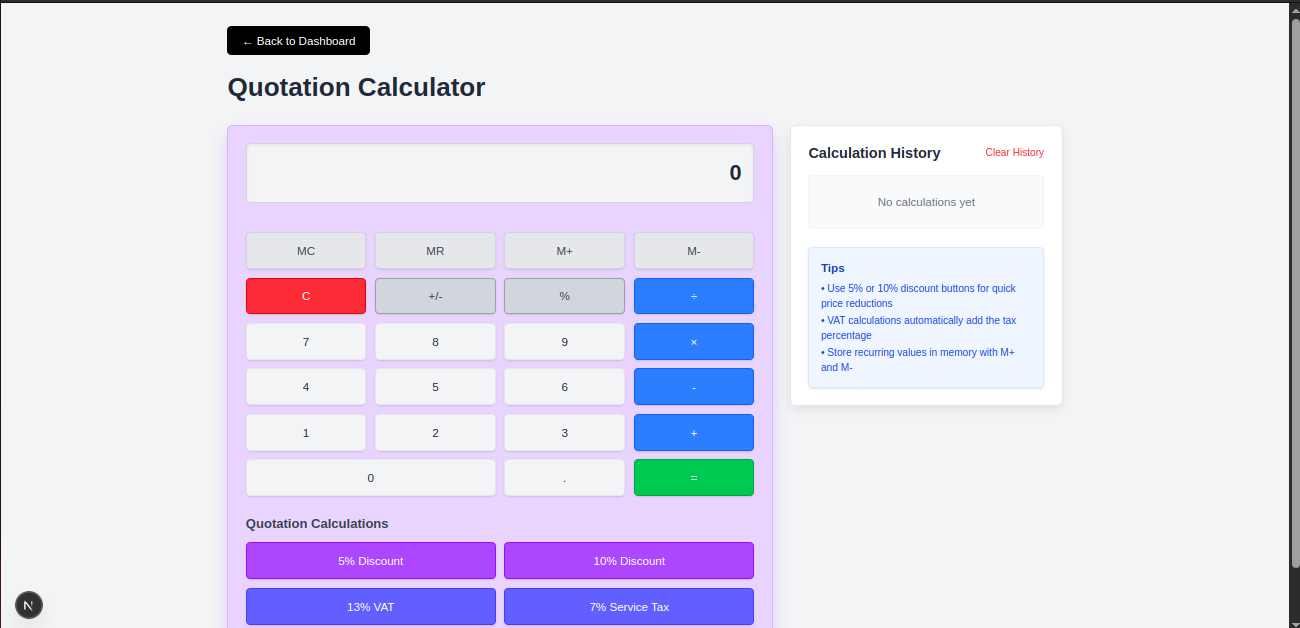 ← Back to Dashboard
Quotation Calculator
0
MC MR M+ M-
C +/- % ÷
7 8 9 ×
4 5 6 -
1 2 3 +
0 . =
Quotation Calculations
5% Discount 10% Discount
13% VAT 7% Service Tax
Calculation History Clear History
No calculations yet
Tips
• Use 5% or 10% discount buttons for quick
price reductions
• VAT calculations automatically add the tax
percentage
• Store recurring values in memory with M+
and M-
N